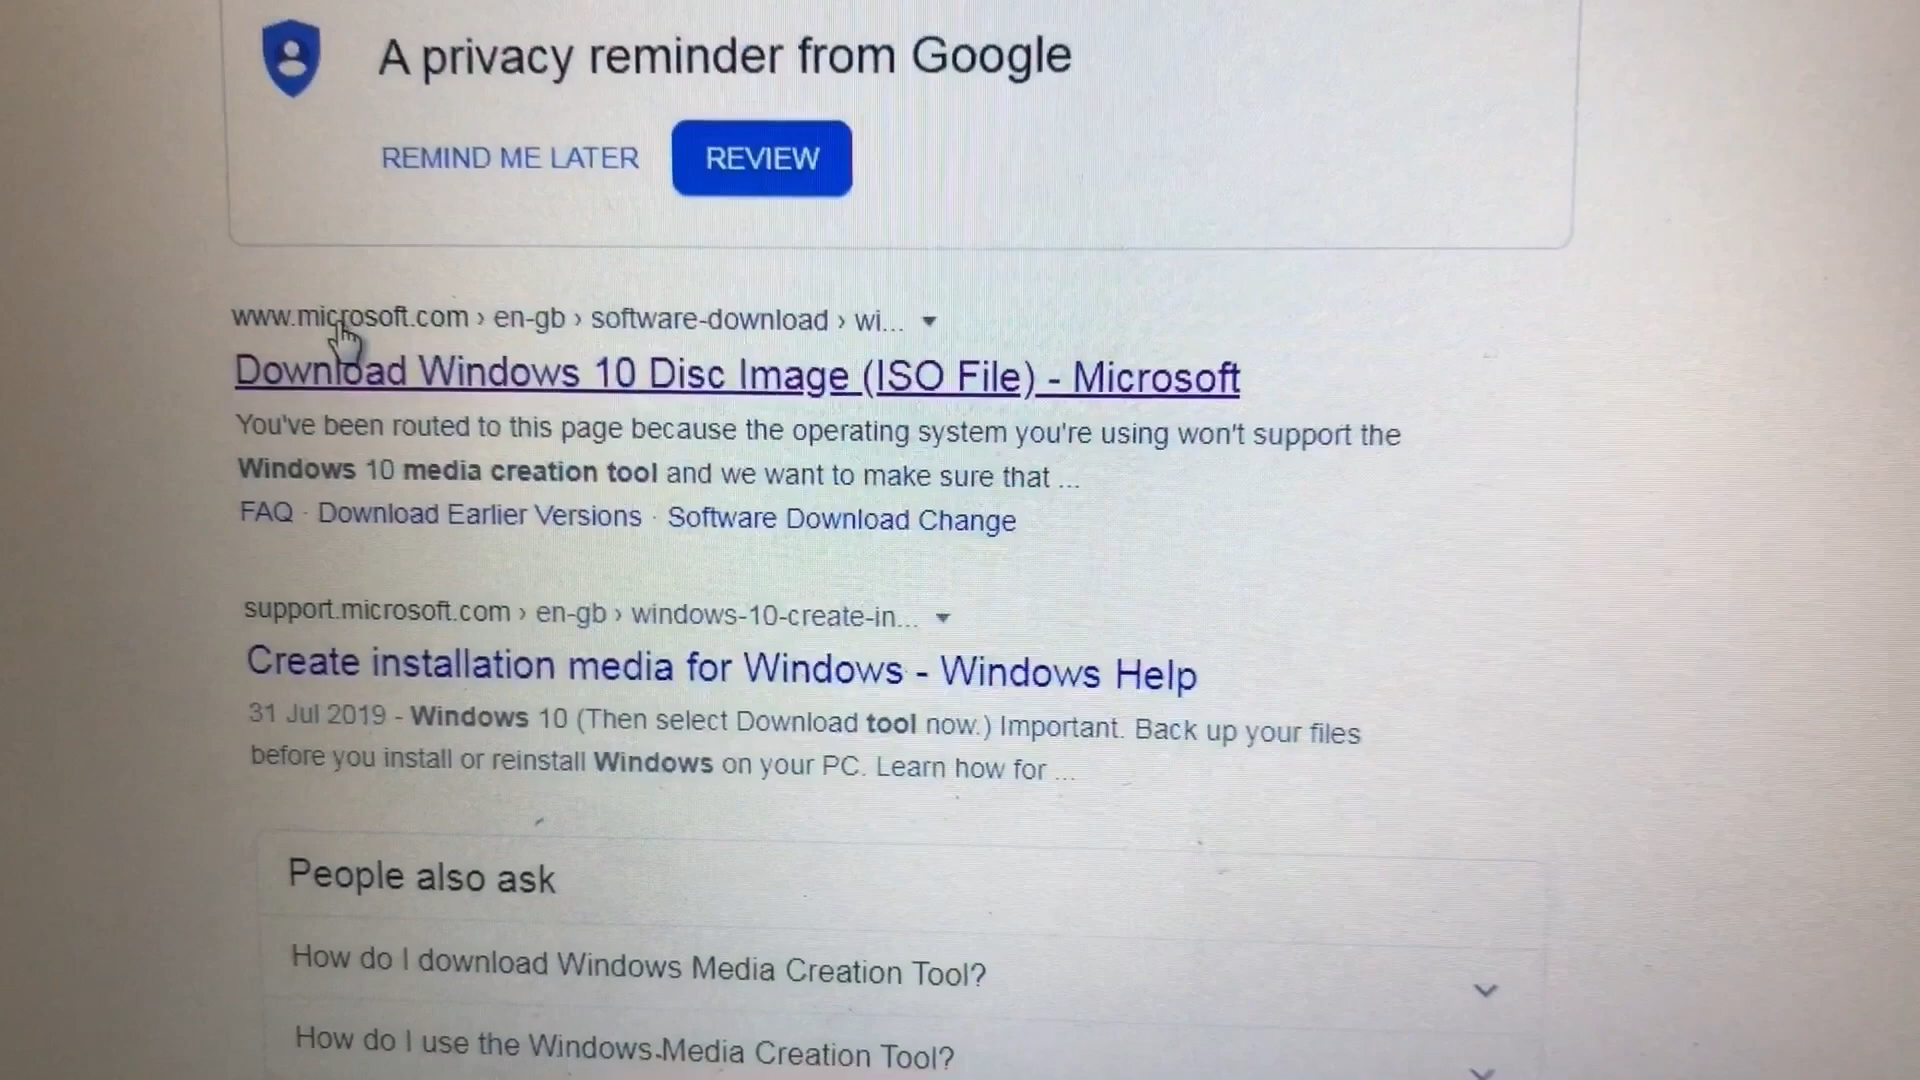 A privacy reminder from Google
REMIND ME LATER REVIEW
www.microsoft.com › en-gb › software-download › wi...
Download Windows 10 Disc Image (ISO File) - Microsoft
You've been routed to this page because the operating system you're using won't support the
Windows 10 media creation tool and we want to make sure that ...
FAQ · Download Earlier Versions · Software Download Change
support.microsoft.com › en-gb › windows-10-create-in...
Create installation media for Windows - Windows Help
31 Jul 2019 - Windows 10 (Then select Download tool now.) Important. Back up your files
before you install or reinstall Windows on your PC. Learn how for ...
People also ask
How do I download Windows Media Creation Tool?
How do I use the Windows Media Creation Tool?